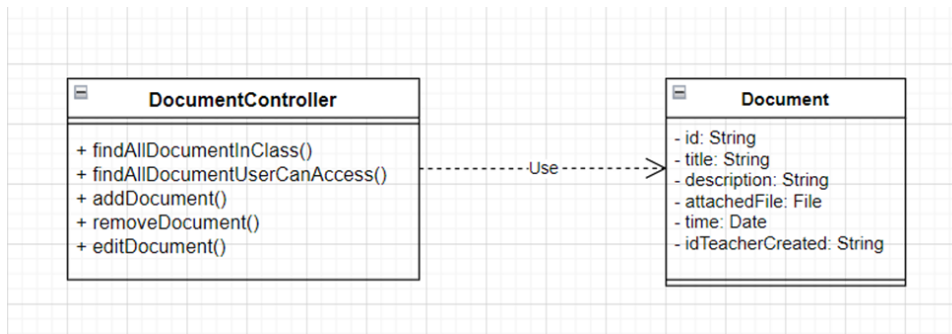 DocumentController
+ findAllDocumentInClass()
+ findAllDocumentUserCanAccess()
+ addDocument()
+ removeDocument()
+ editDocument()
Use
Document
- id: String
- title: String
- description: String
- attachedFile: File
- time: Date
- idTeacherCreated: String